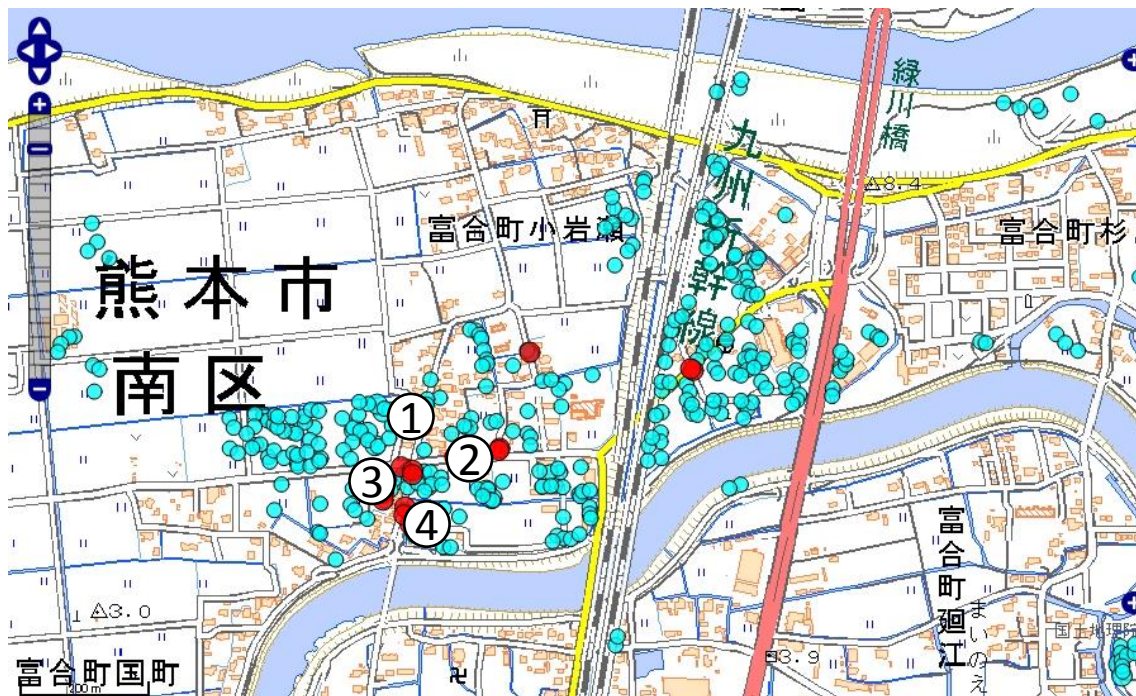 緑川橋
九州新幹線
8.4
富合町小岩瀬
富合町杉
熊本市
南区
①
②
③
④
富合町廻江
まいのえ
国土地理院
3.0
3.9
富合町国町
200m